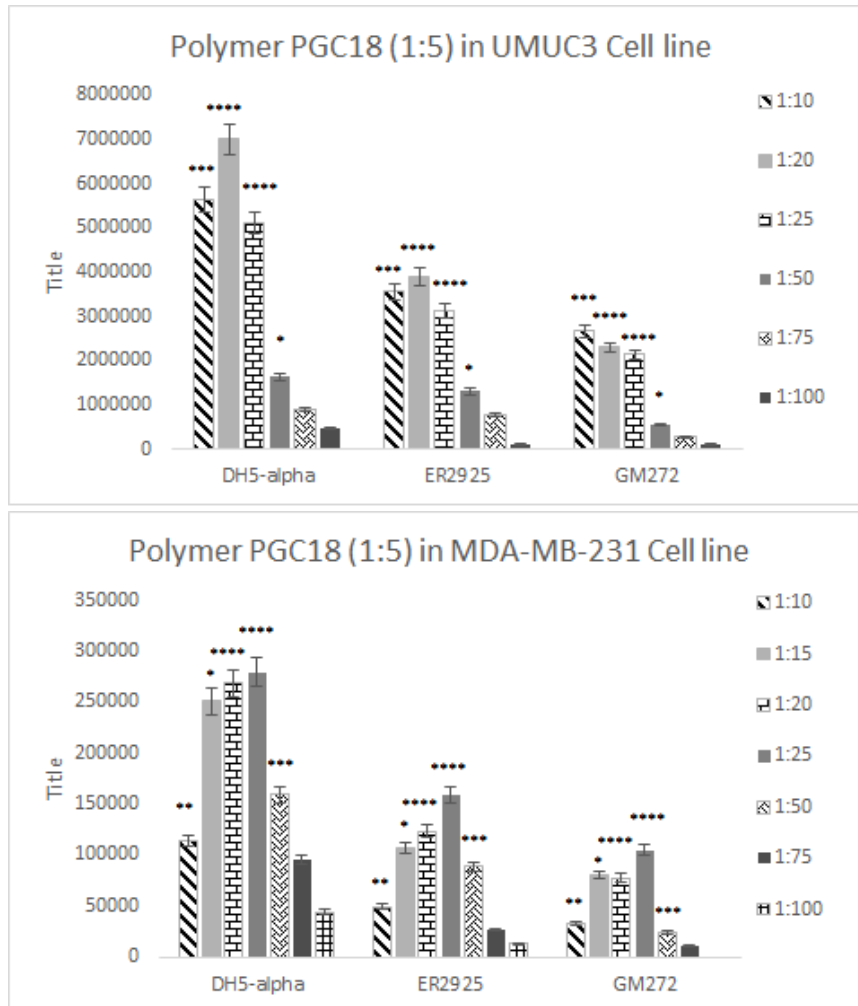 Polymer PGC18 (1:5) in UMUC3 Cell line
8000000
7000000
6000000
5000000
4000000
3000000
2000000
1000000
0
Title
*** **** ****
*
*** **** ****
*
*** **** ****
*
DH5-alpha ER2925 GM272
1:10
1:20
1:25
1:50
1:75
1:100
Polymer PGC18 (1:5) in MDA-MB-231 Cell line
350000
300000
250000
200000
150000
100000
50000
0
Title
** * **** **** ***
** * **** **** ***
** * **** **** ***
DH5-alpha ER2925 GM272
1:10
1:15
1:20
1:25
1:50
1:75
1:100